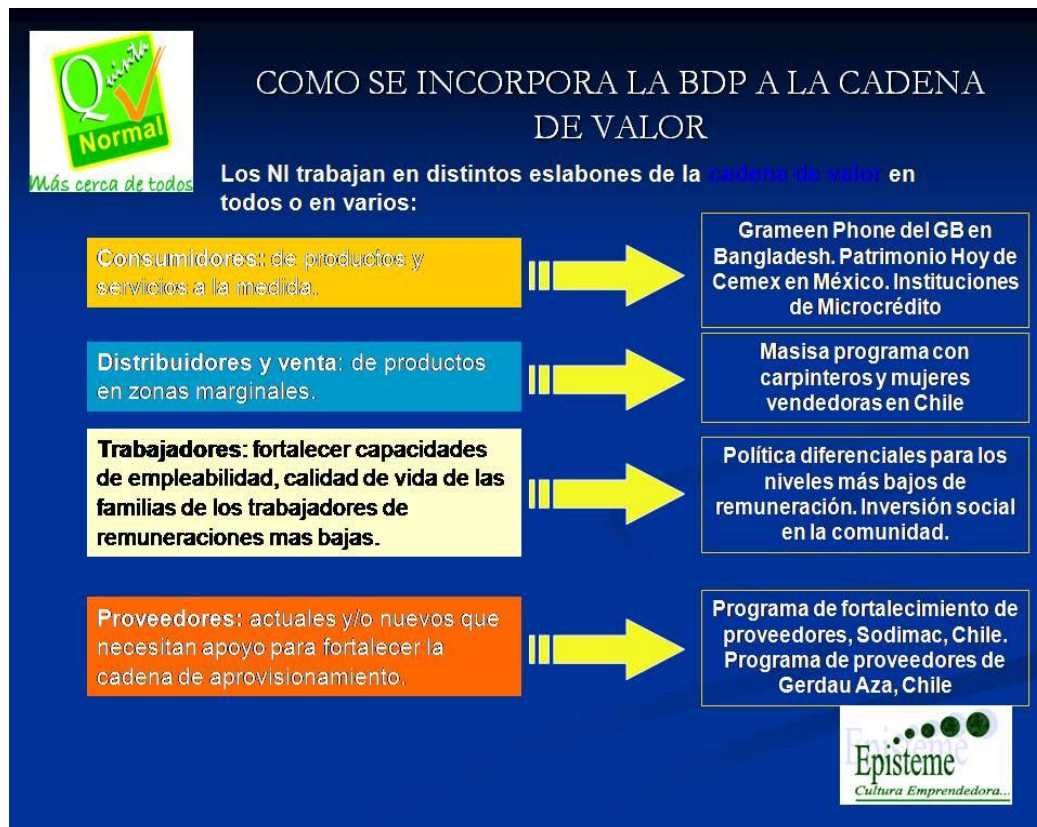 Quinta
Normal
Más cerca de todos
COMO SE INCORPORA LA BDP A LA CADENA
DE VALOR
Los NI trabajan en distintos eslabones de la cadena de valor en
todos o en varios:
Consumidores: de productos y
servicios a la medida.
Grameen Phone del GB en
Bangladesh. Patrimonio Hoy de
Cemex en México. Instituciones
de Microcrédito
Distribuidores y venta: de productos
en zonas marginales.
Masisa programa con
carpinteros y mujeres
vendedoras en Chile
Trabajadores: fortalecer capacidades
de empleabilidad, calidad de vida de las
familias de los trabajadores de
remuneraciones mas bajas.
Política diferenciales para los
niveles más bajos de
remuneración. Inversión social
en la comunidad.
Proveedores: actuales y/o nuevos que
necesitan apoyo para fortalecer la
cadena de aprovisionamiento.
Programa de fortalecimiento de
proveedores, Sodimac, Chile.
Programa de proveedores de
Gerdau Aza, Chile
Episteme
Cultura Emprendedora...